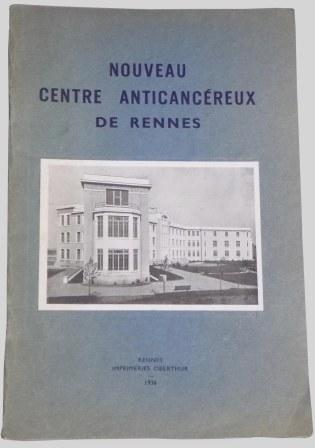 NOUVEAU
CENTRE ANTICANCÉREUX
DE RENNES
RENNES
IMPRIMERIES OBERTHUR
1936